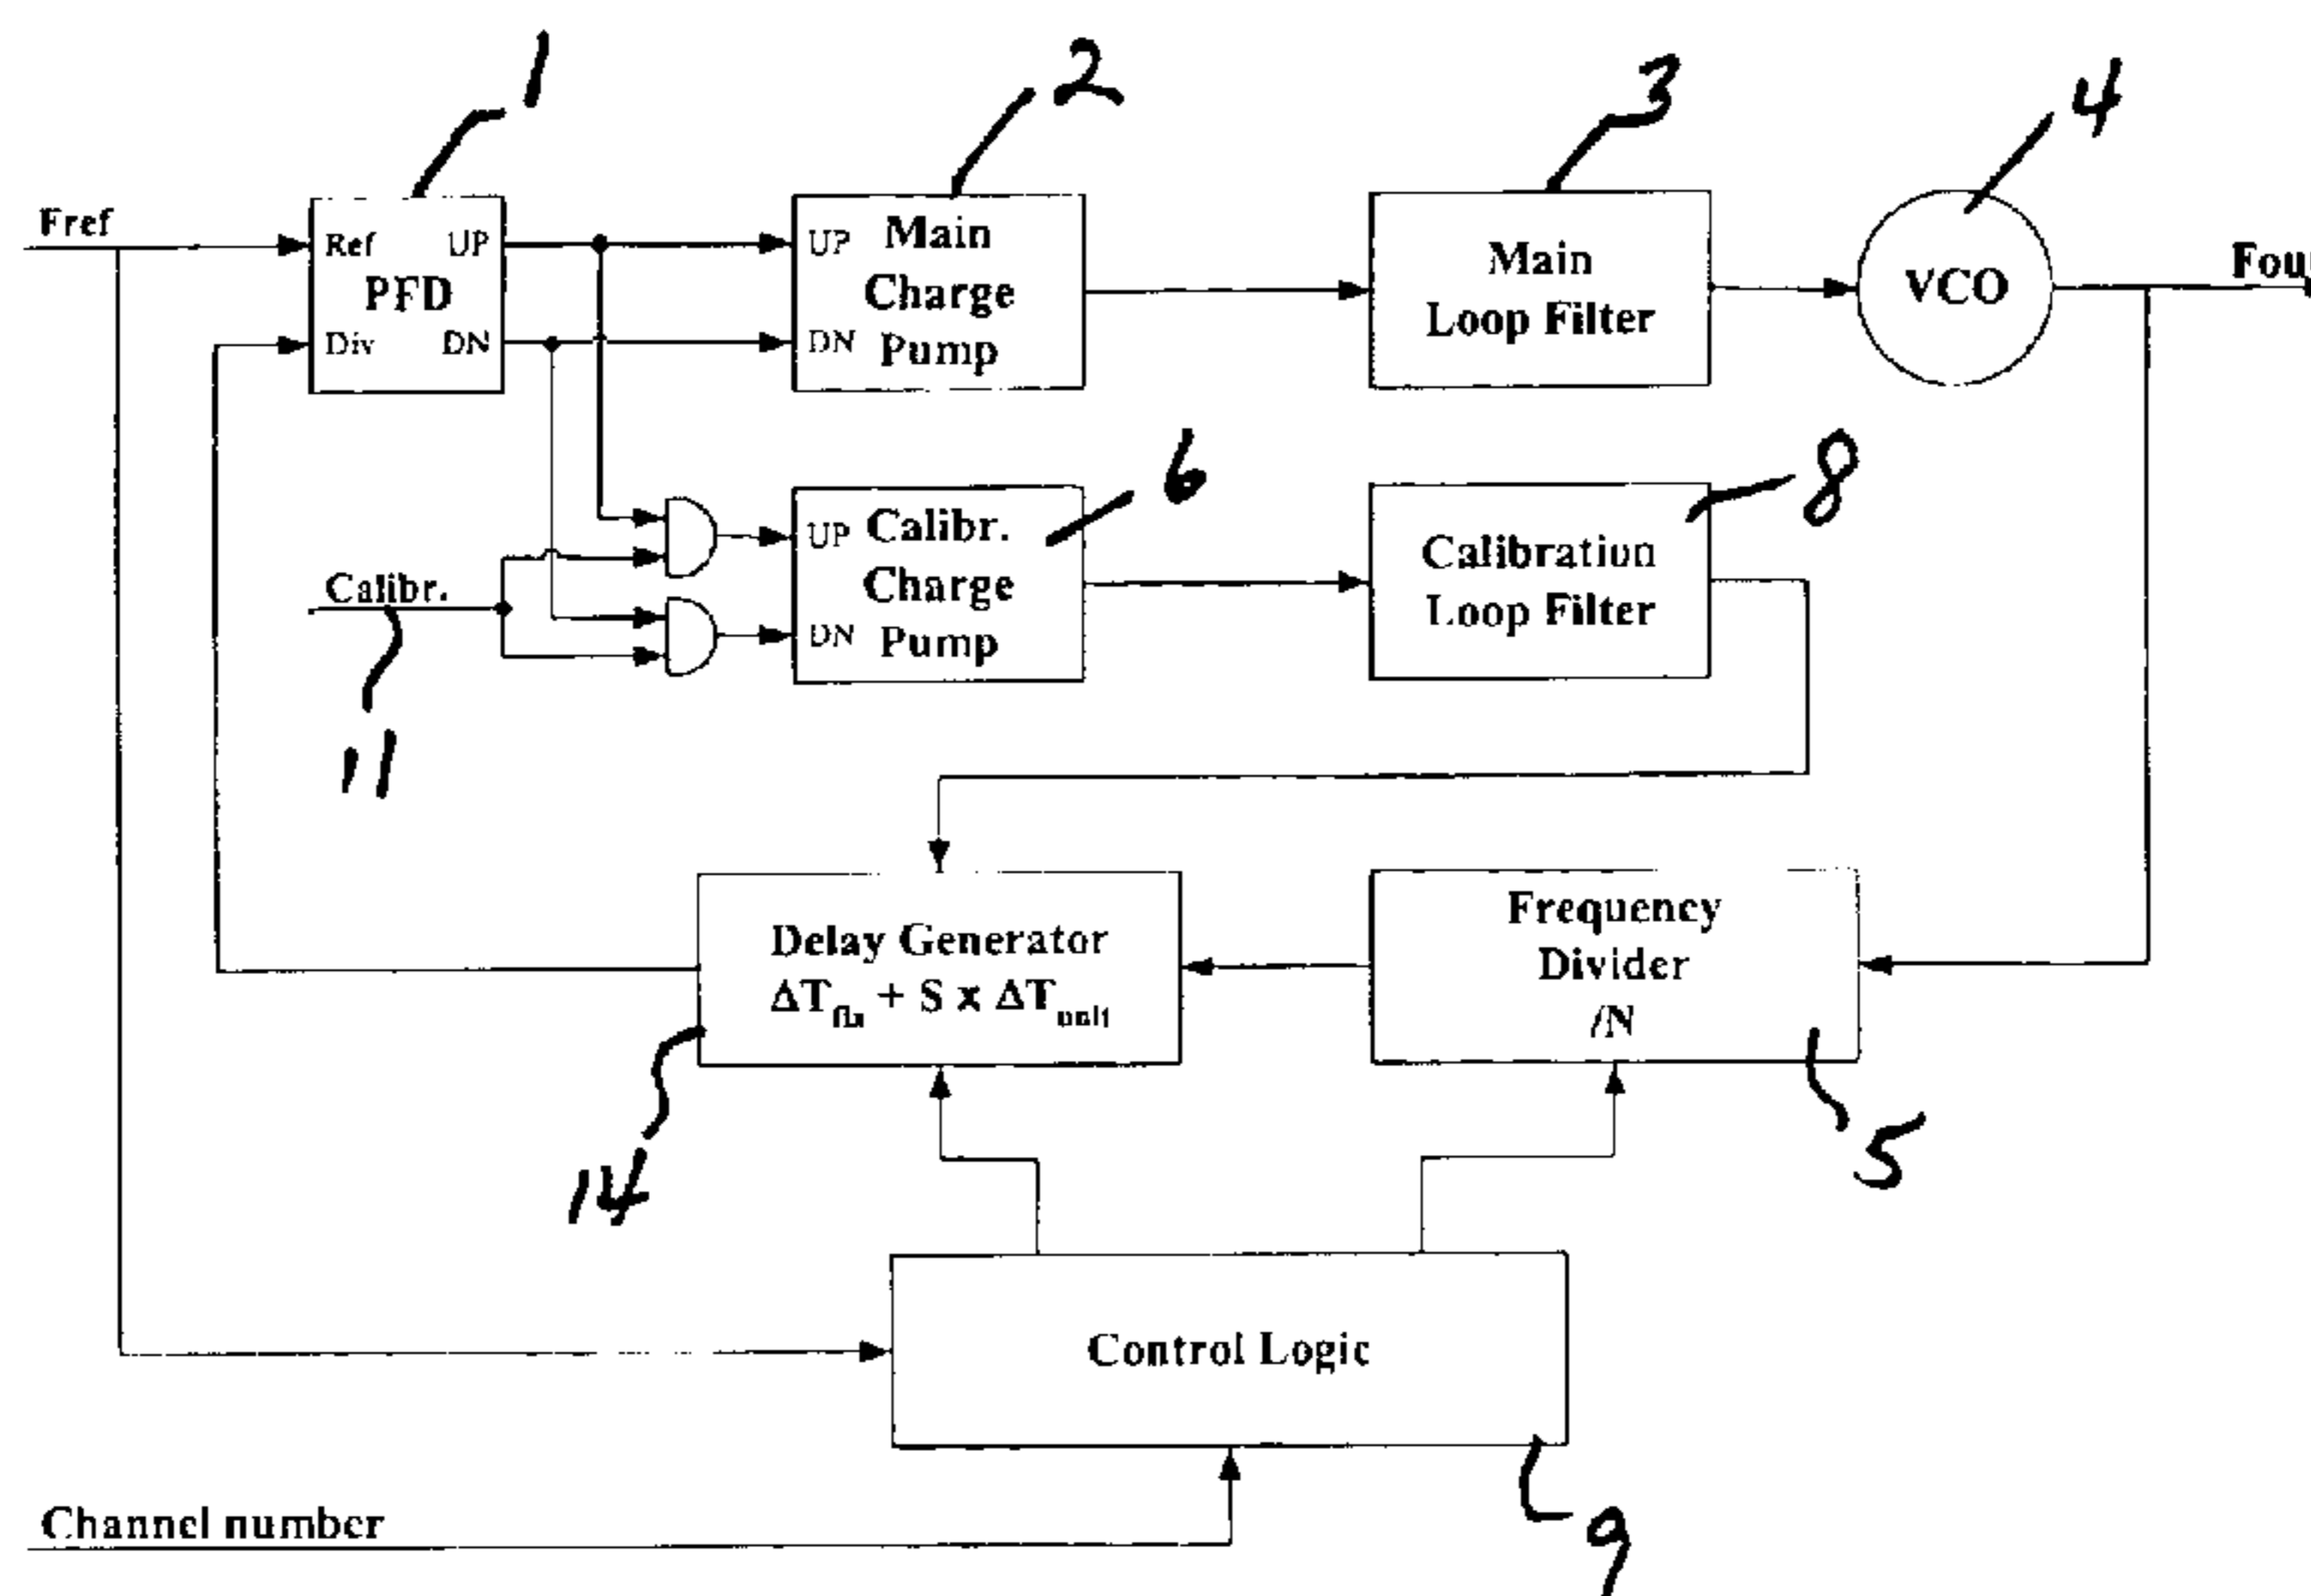 1
2
3
4
Fref
Ref UP
PFD
Div DN
UP Main
Charge
DN Pump
Main
Loop Filter
VCO
6
8
Calibr.
11
UP Calibr.
Charge
DN Pump
Calibration
Loop Filter
Delay Generator
+ S x ΔTunit
14
Frequency
Divider
/N
5
Control Logic
9
Channel number